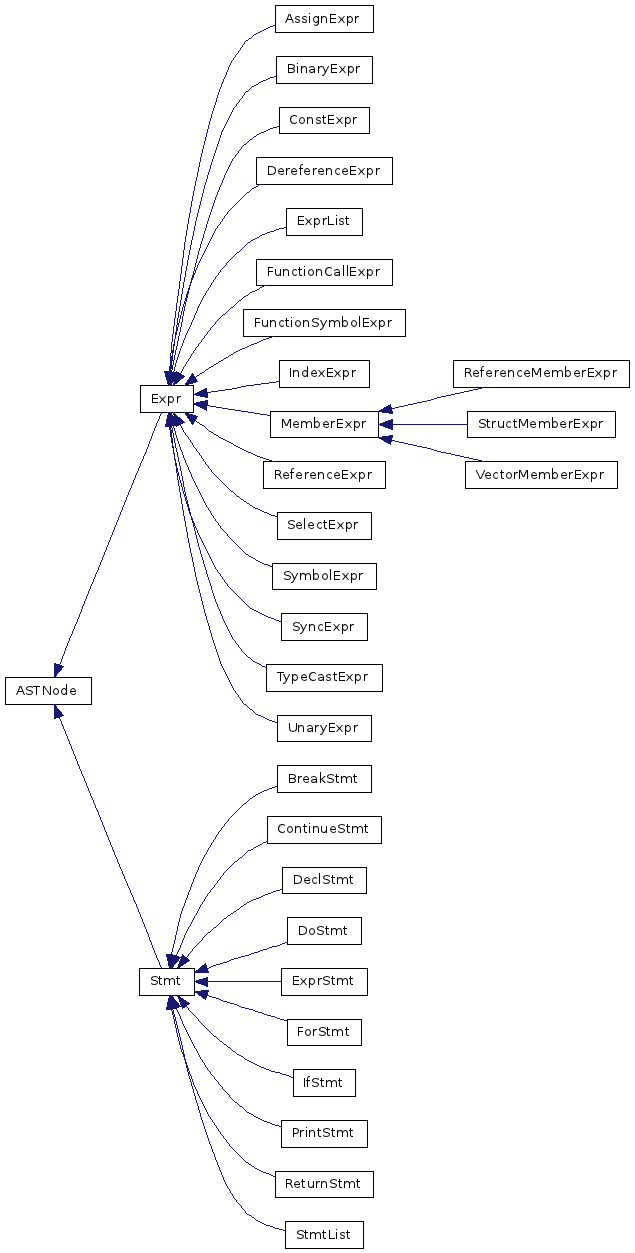 AssignExpr
BinaryExpr
ConstExpr
DereferenceExpr
ExprList
FunctionCallExpr
FunctionSymbolExpr
IndexExpr
ReferenceMemberExpr
Expr
MemberExpr
StructMemberExpr
ReferenceExpr
VectorMemberExpr
SelectExpr
SymbolExpr
SyncExpr
TypeCastExpr
ASTNode
UnaryExpr
BreakStmt
ContinueStmt
DeclStmt
DoStmt
Stmt
ExprStmt
ForStmt
IfStmt
PrintStmt
ReturnStmt
StmtList